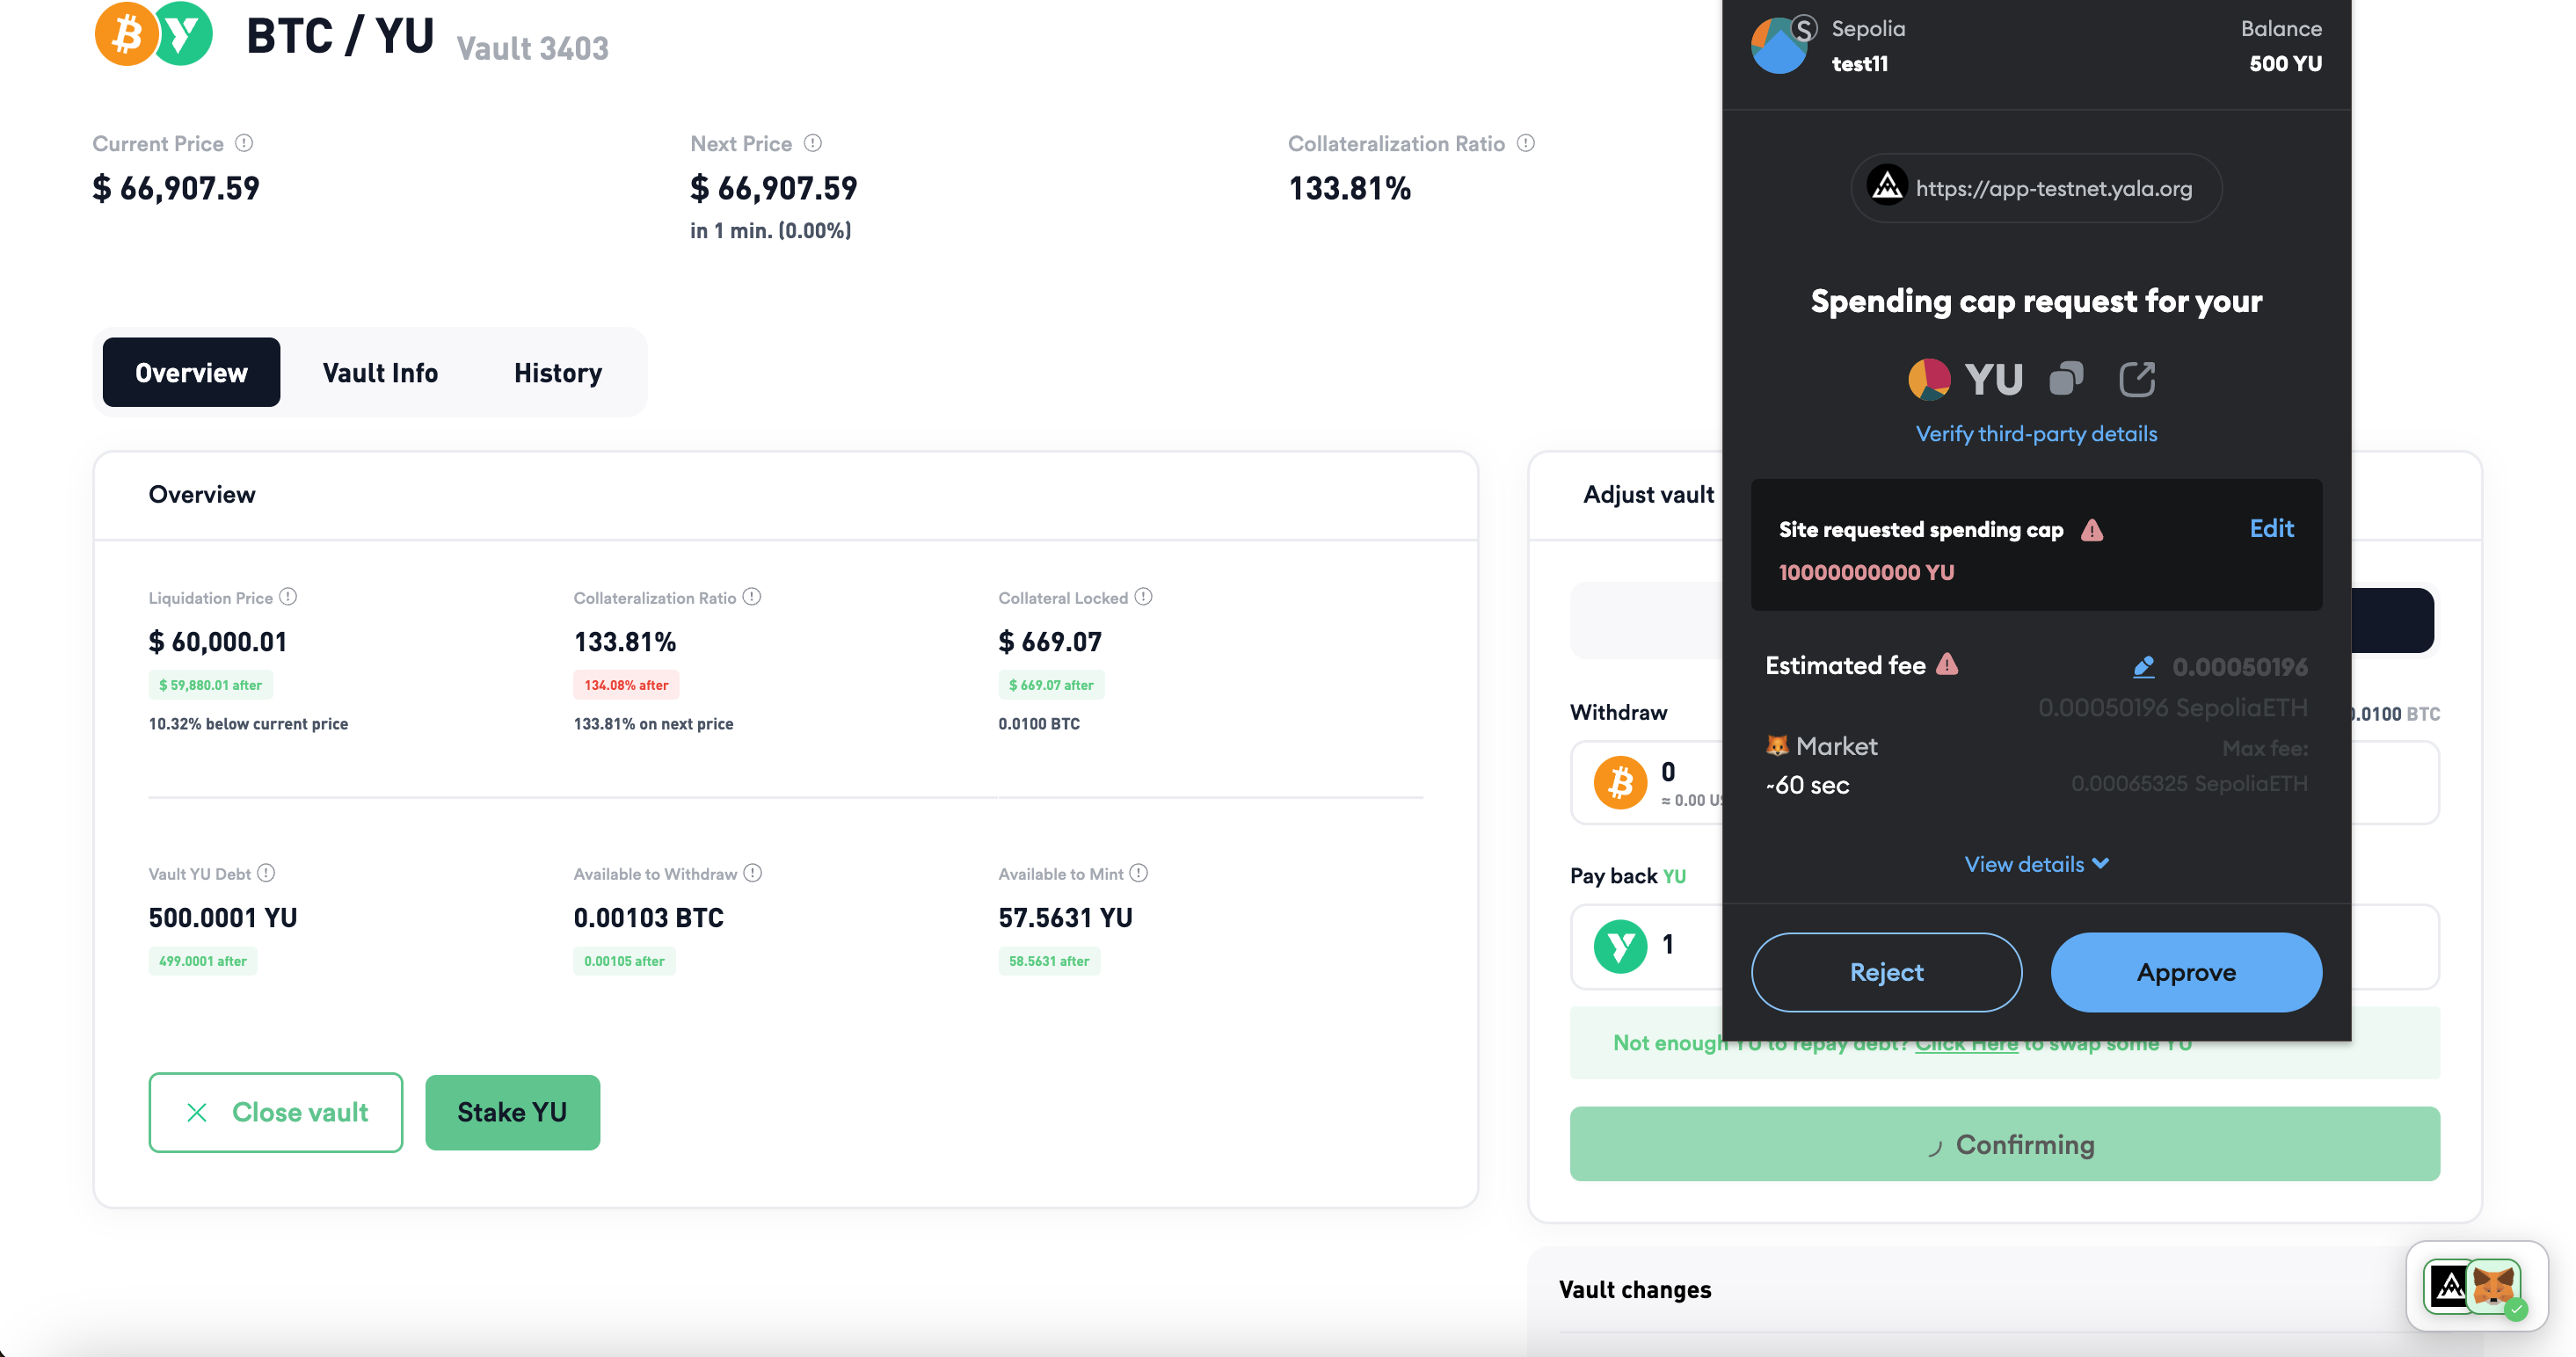 BTC / YU Vault 3403
Current Price
$ 66,907.59
Next Price
$ 66,907.59
in 1 min. (0.00%)
Collateralization Ratio
133.81%
Overview
Vault Info
History
Overview
Liquidation Price
$ 60,000.01
$ 59,880.01 after
10.32% below current price
Collateralization Ratio
133.81%
134.08% after
133.81% on next price
Collateral Locked
$ 669.07
$ 669.07 after
0.0100 BTC
Vault YU Debt
500.0001 YU
499.0001 after
Available to Withdraw
0.00103 BTC
0.00105 after
Available to Mint
57.5631 YU
58.5631 after
Close vault
Stake YU
Adjust vault
Withdraw
0.0100 BTC
0
≈ 0.00
Pay back YU
1
Not enough YU to repay debt? Click Here to swap some YU
Confirming
Vault changes
Sepolia
test11
Balance
500 YU
https://app-testnet.yala.org
Spending cap request for your
YU
Verify third-party details
Site requested spending cap
Edit
10000000000 YU
Estimated fee
0.00050196
0.00050196 SepoliaETH
Market
~60 sec
Max fee:
0.00065325 SepoliaETH
View details
Reject
Approve